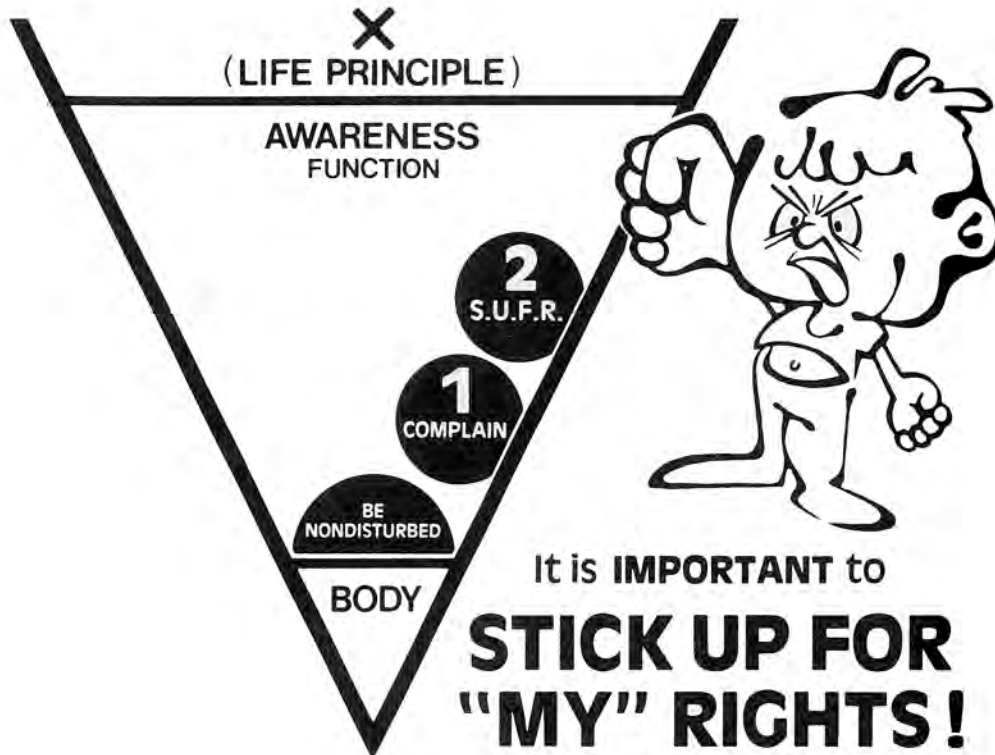 X
(LIFE PRINCIPLE)
AWARENESS
FUNCTION
2
S.U.F.R.
1
COMPLAIN
BE
NONDISTURBED
BODY
It is IMPORTANT to
STICK UP FOR
"MY" RIGHTS!